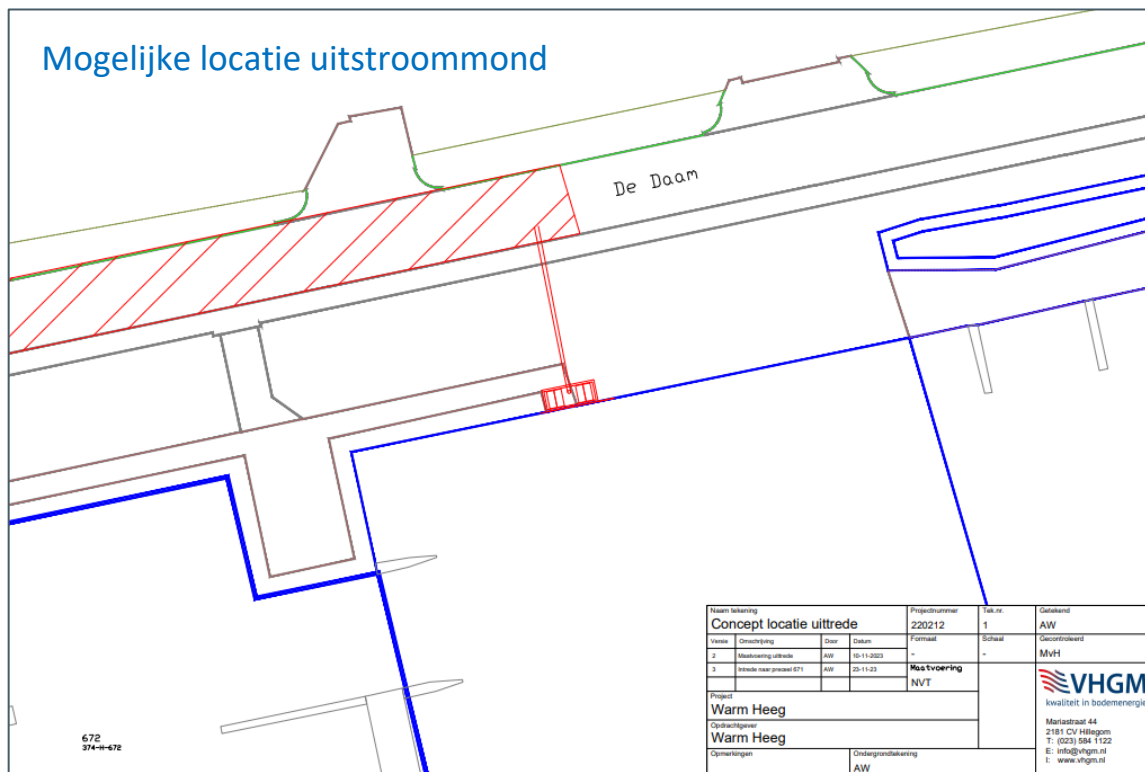 Mogelijke locatie uitstroommond
De Daam
672
374-H-672
Naam tekening
Concept locatie uittrede
Projectnummer
220212
Tek.nr.
1
Getekend
AW
Versie Omschrijving Door Datum
2 Maatvoering uittrede AW 10-11-2023
3 Intrede naar perceel 671 AW 23-11-23
Formaat
-
Schaal
-
Gecontroleerd
MvH
Maatvoering
NVT
Project
Warm Heeg
Opdrachtgever
Warm Heeg
Opmerkingen
Ondergrondtekening
AW
VHGM
kwaliteit in bodemenergie
Mariastraat 44
2181 CV Hillegom
T: (023) 584 1122
E: info@vhgm.nl
I: www.vhgm.nl